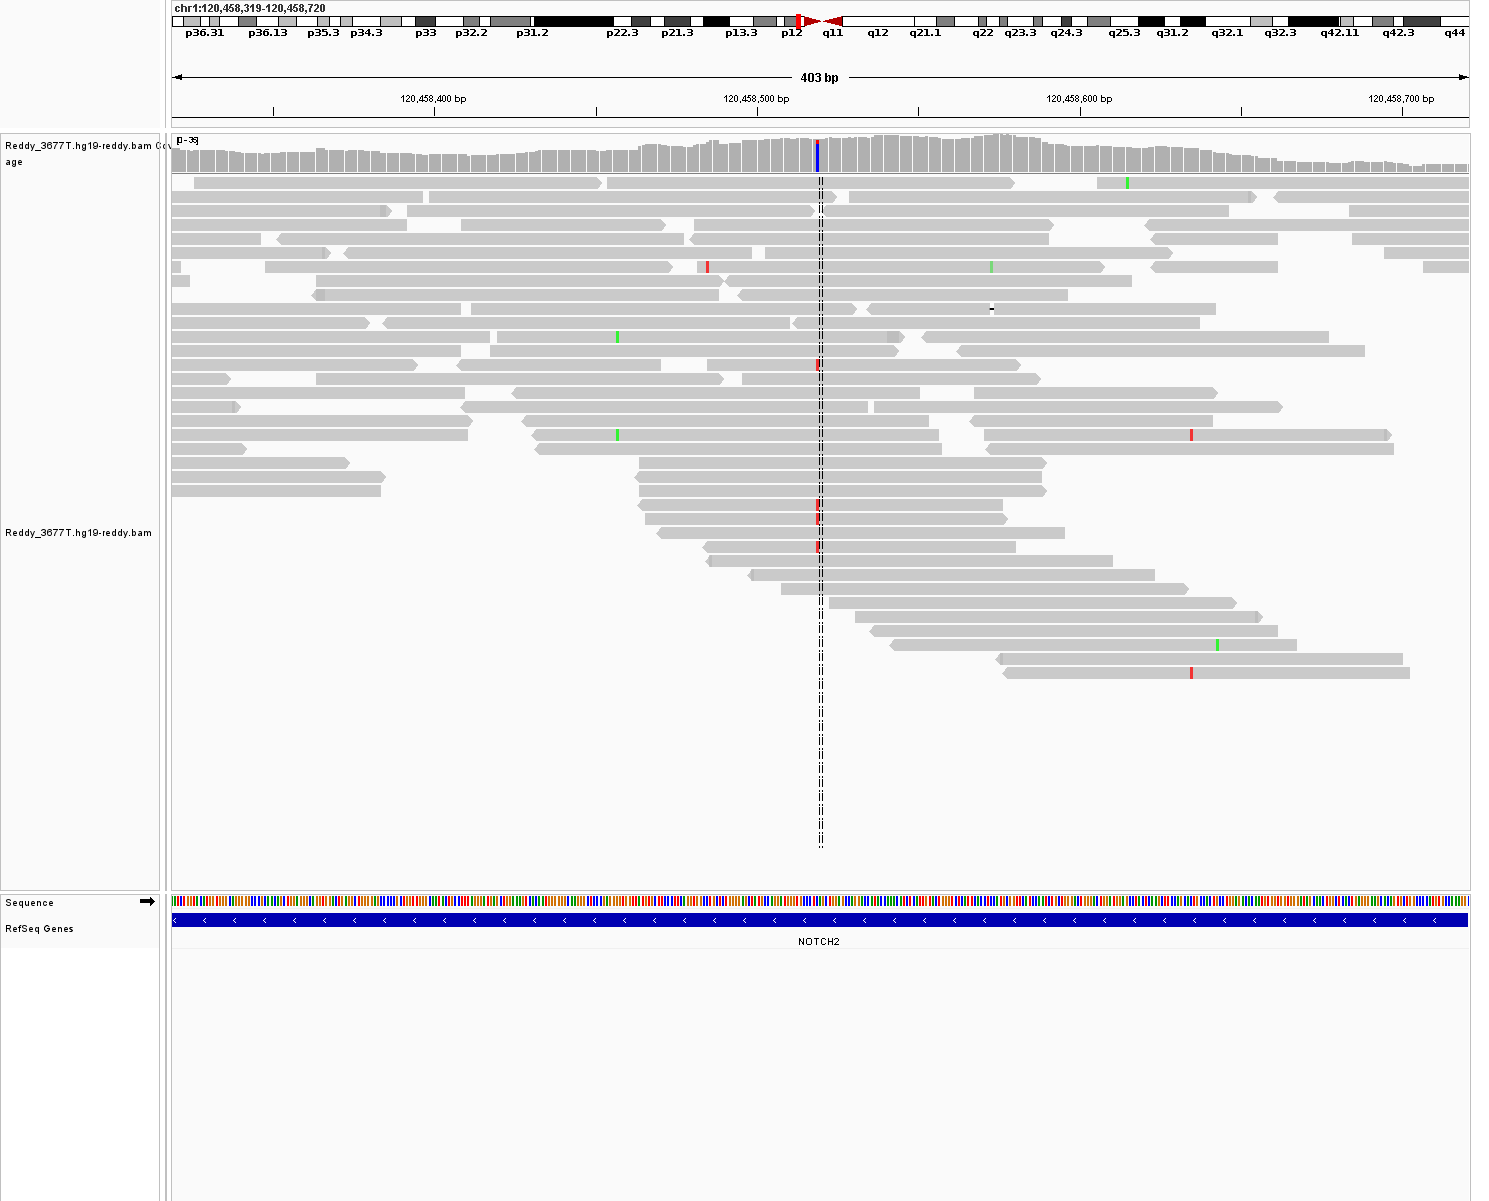 chr1:120,458,319-120,458,720
p36.31 p36.13 p35.3 p34.3 p33 p32.2 p31.2 p22.3 p21.3 p13.3 p12 q11 q12 q21.1 q22 q23.3 q24.3 q25.3 q31.2 q32.1 q32.3 q42.11 q42.3 q44
403 bp
120,458,400 bp 120,458,500 bp 120,458,600 bp 120,458,700 bp
Reddy_3677T.hg19-reddy.bam Cov
age
[0-36]
Reddy_3677T.hg19-reddy.bam
Sequence
RefSeq Genes
NOTCH2